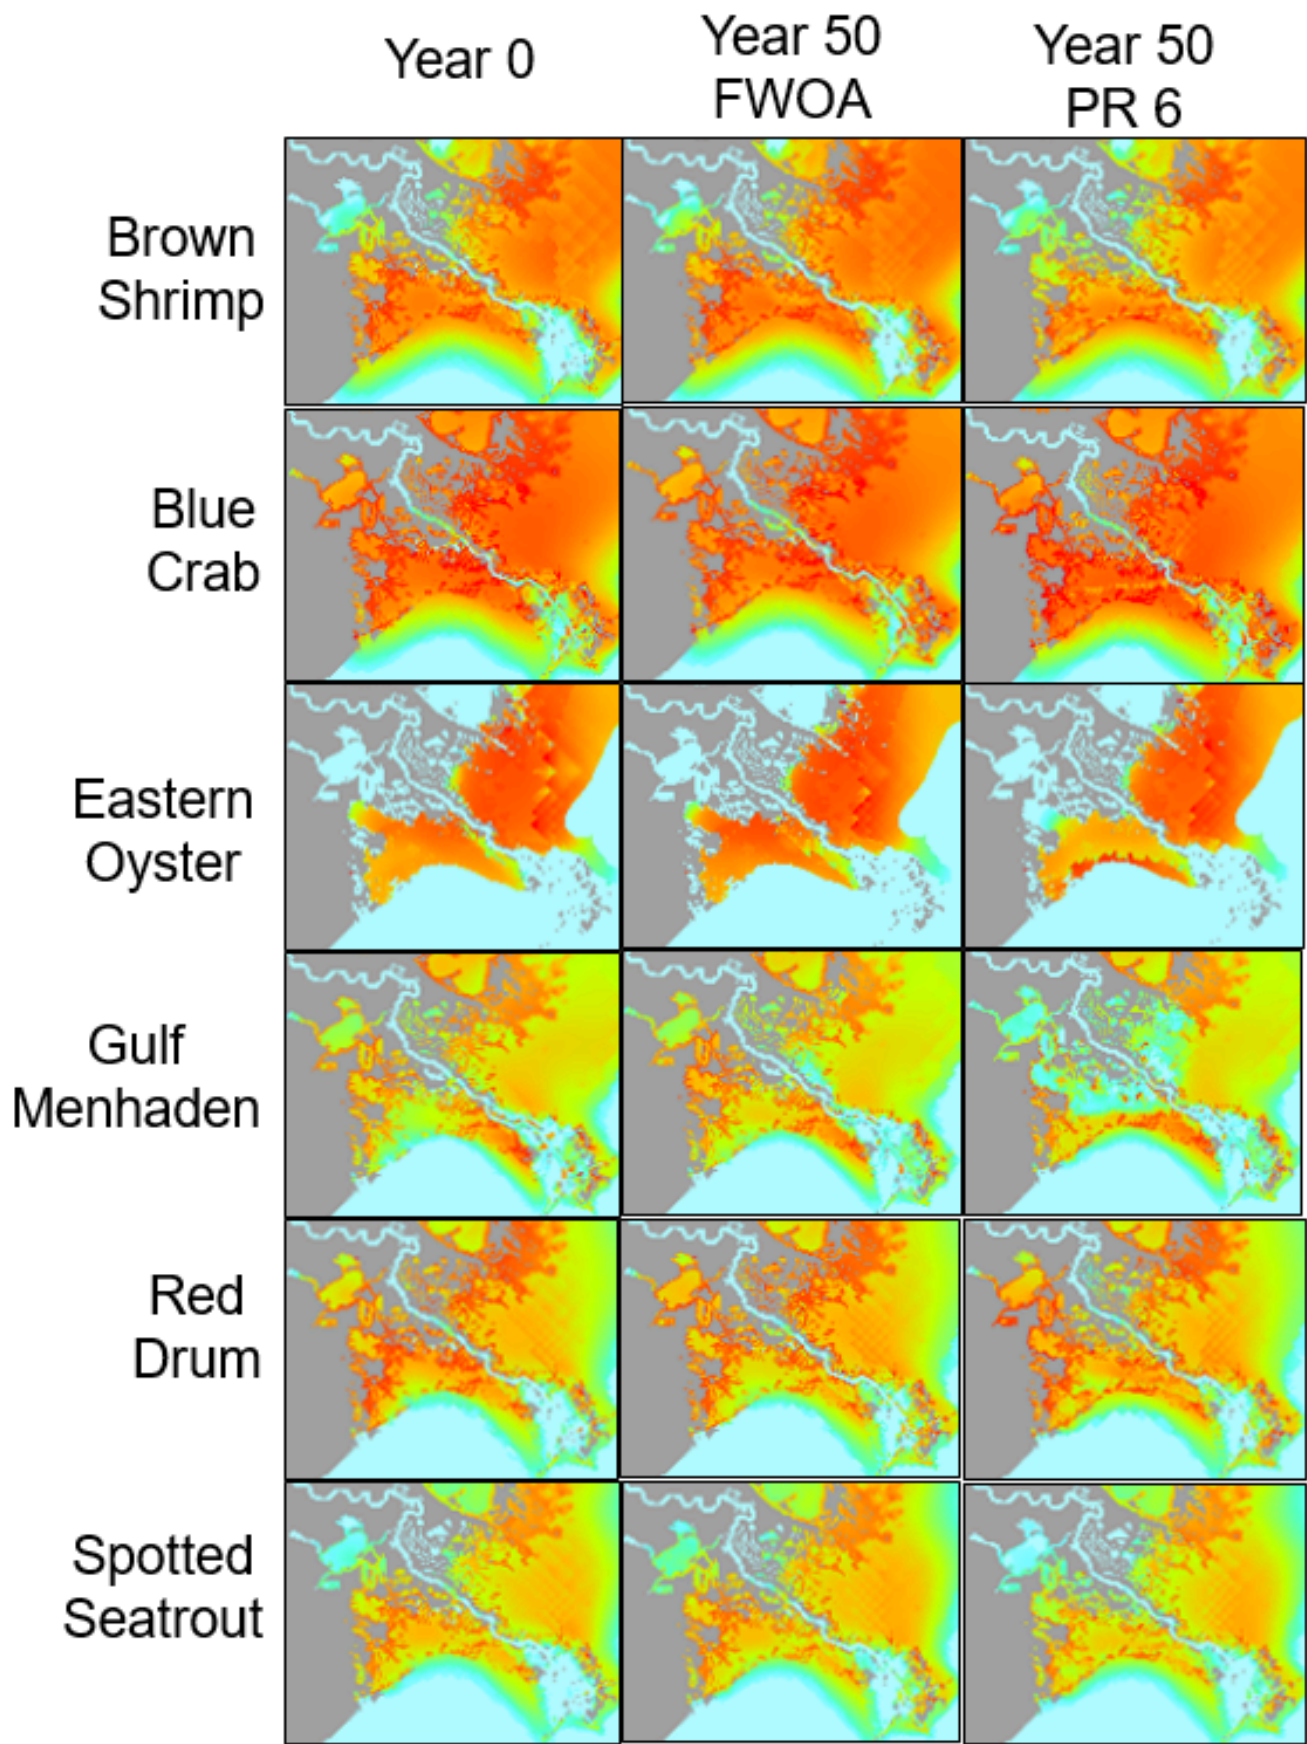 Year 0
Year 50
FWOA
Year 50
PR 6
Brown
Shrimp
Blue
Crab
Eastern
Oyster
Gulf
Menhaden
Red
Drum
Spotted
Seatrout